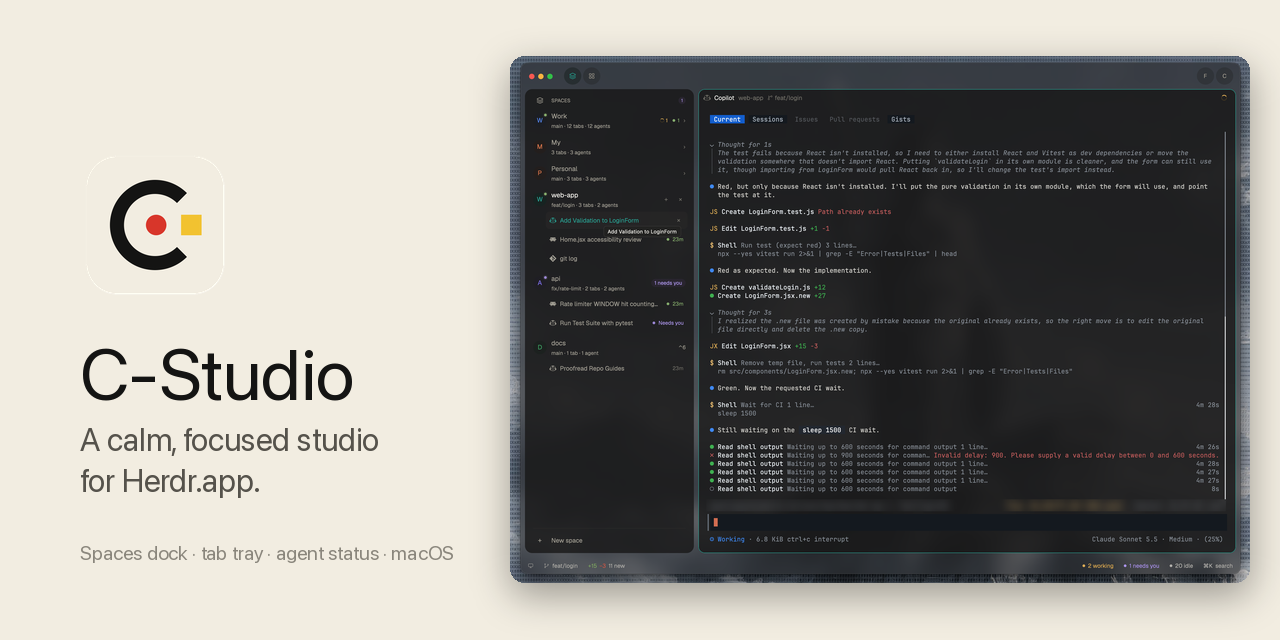 C-Studio
A calm, focused studio
for Herdr.app.
Spaces dock · tab tray · agent status · macOS
F C
SPACES 1
W Work 1 1
main · 12 tabs · 12 agents
M My
3 tabs · 3 agents
P Personal
main · 3 tabs · 3 agents
W web-app + ×
feat/login · 3 tabs · 2 agents
Add Validation to LoginForm ×
Add Validation to LoginForm
Home.jsx accessibility review 23m
git log
A api 1 needs you
fix/rate-limit · 2 tabs · 2 agents
Rate limiter WINDOW hit counting… 23m
Run Test Suite with pytest Needs you
D docs ^6
main · 1 tab · 1 agent
Proofread Repo Guides 23m
+ New space
Copilot web-app feat/login
Current Sessions Issues Pull requests Gists
Thought for 1s
The test fails because React isn't installed, so I need to either install React and Vitest as dev dependencies or move the
validation somewhere that doesn't import React. Putting `validateLogin` in its own module is cleaner, and the form can still use
it, though importing from LoginForm would pull React back in, so I'll change the test's import instead.
● Red, but only because React isn't installed. I'll put the pure validation in its own module, which the form will use, and point
the test at it.
JS Create LoginForm.test.js Path already exists
JS Edit LoginForm.test.js +1 -1
$ Shell Run test (expect red) 3 lines…
npx --yes vitest run 2>&1 | grep -E "Error|Tests|Files" | head
● Red as expected. Now the implementation.
JS Create validateLogin.js +12
● Create LoginForm.jsx.new +27
Thought for 3s
I realized the .new file was created by mistake because the original already exists, so the right move is to edit the original
file directly and delete the .new copy.
JX Edit LoginForm.jsx +15 -3
$ Shell Remove temp file, run tests 2 lines…
rm src/components/LoginForm.jsx.new; npx --yes vitest run 2>&1 | grep -E "Error|Tests|Files"
● Green. Now the requested CI wait.
$ Shell Wait for CI 1 line… 4m 28s
sleep 1500
● Still waiting on the sleep 1500 CI wait.
● Read shell output Waiting up to 600 seconds for command output 1 line… 4m 26s
× Read shell output Waiting up to 900 seconds for comman… Invalid delay: 900. Please supply a valid delay between 0 and 600 seconds.
● Read shell output Waiting up to 600 seconds for command output 1 line… 4m 28s
● Read shell output Waiting up to 600 seconds for command output 1 line… 4m 27s
● Read shell output Waiting up to 600 seconds for command output 1 line… 4m 27s
○ Read shell output Waiting up to 600 seconds for command output 8s
Working · 6.8 KiB ctrl+c interrupt Claude Sonnet 5.5 · Medium · (25%)
feat/login +15 -3 11 new 2 working 1 needs you 20 idle ⌘K search